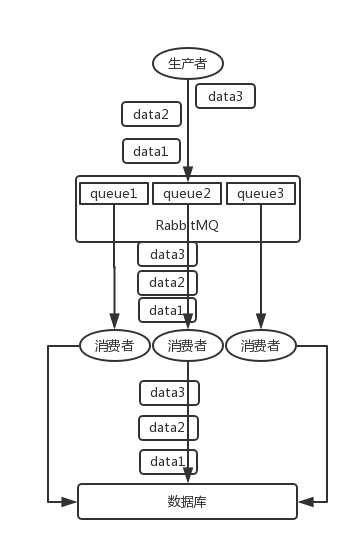 生产者
data3
data2
data1
queue1 queue2 queue3
RabbitMQ
data3
data2
data1
消费者 消费者 消费者
data3
data2
data1
数据库